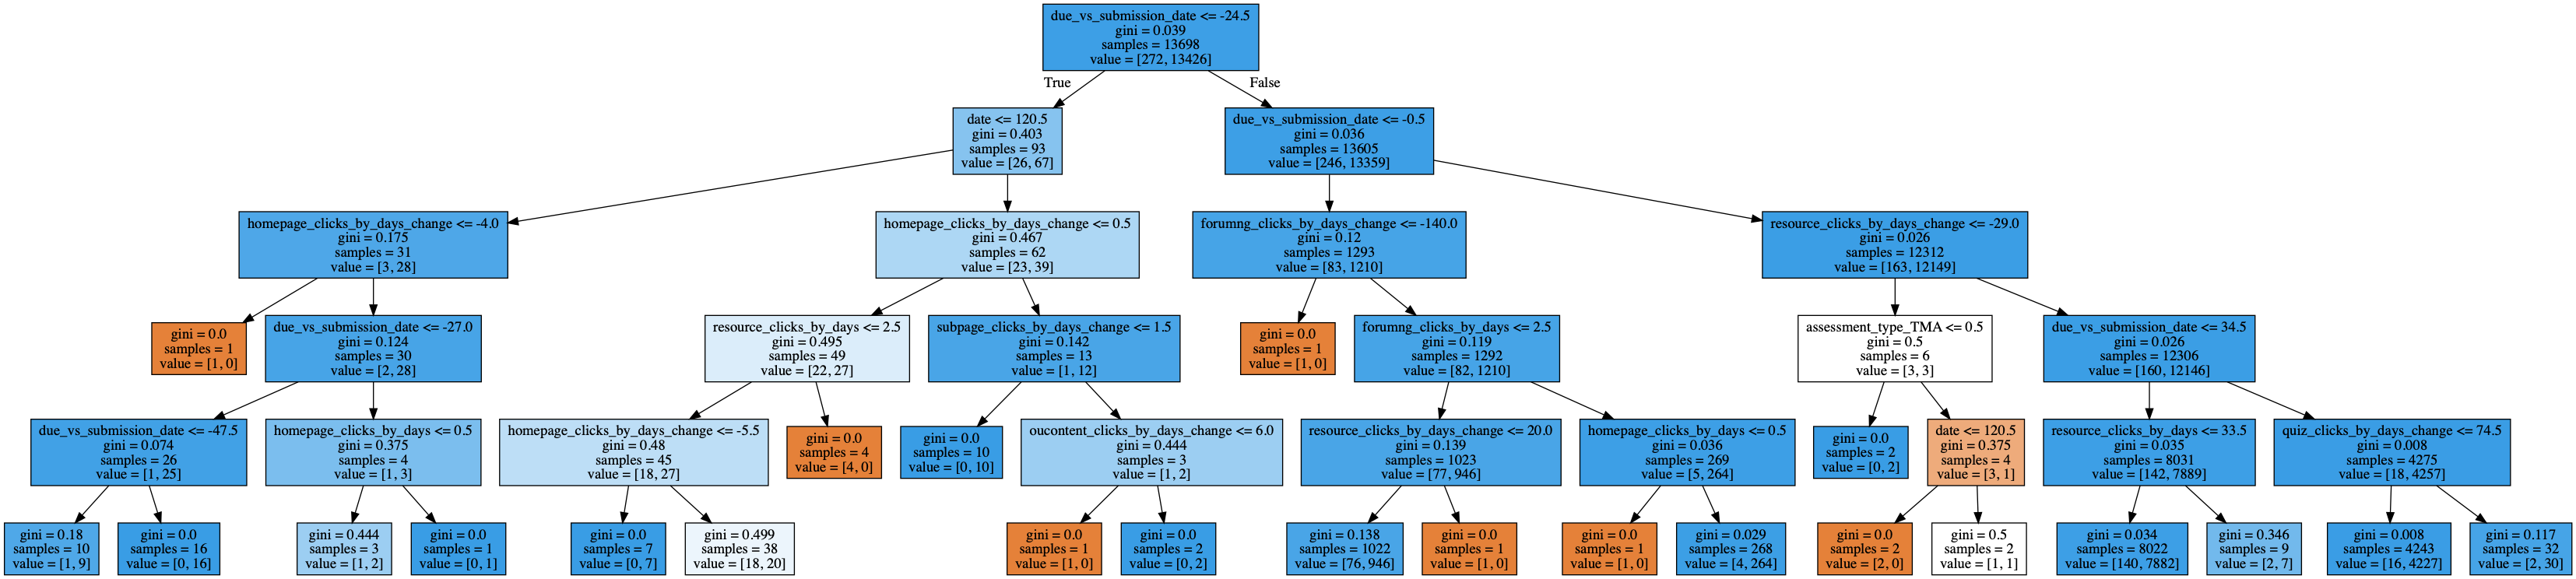 due_vs_submission_date <= -24.5
gini = 0.039
samples = 13698
value = [272, 13426]
True
False
date <= 120.5
gini = 0.403
samples = 93
value = [26, 67]
due_vs_submission_date <= -0.5
gini = 0.036
samples = 13605
value = [246, 13359]
homepage_clicks_by_days_change <= -4.0
gini = 0.175
samples = 31
value = [3, 28]
homepage_clicks_by_days_change <= 0.5
gini = 0.467
samples = 62
value = [23, 39]
forumng_clicks_by_days_change <= -140.0
gini = 0.12
samples = 1293
value = [83, 1210]
resource_clicks_by_days_change <= -29.0
gini = 0.026
samples = 12312
value = [163, 12149]
gini = 0.0
samples = 1
value = [1, 0]
due_vs_submission_date <= -27.0
gini = 0.124
samples = 30
value = [2, 28]
resource_clicks_by_days <= 2.5
gini = 0.495
samples = 49
value = [22, 27]
subpage_clicks_by_days_change <= 1.5
gini = 0.142
samples = 13
value = [1, 12]
gini = 0.0
samples = 1
value = [1, 0]
forumng_clicks_by_days <= 2.5
gini = 0.119
samples = 1292
value = [82, 1210]
assessment_type_TMA <= 0.5
gini = 0.5
samples = 6
value = [3, 3]
due_vs_submission_date <= 34.5
gini = 0.026
samples = 12306
value = [160, 12146]
due_vs_submission_date <= -47.5
gini = 0.074
samples = 26
value = [1, 25]
homepage_clicks_by_days <= 0.5
gini = 0.375
samples = 4
value = [1, 3]
homepage_clicks_by_days_change <= -5.5
gini = 0.48
samples = 45
value = [18, 27]
gini = 0.0
samples = 4
value = [4, 0]
gini = 0.0
samples = 10
value = [0, 10]
oucontent_clicks_by_days_change <= 6.0
gini = 0.444
samples = 3
value = [1, 2]
resource_clicks_by_days_change <= 20.0
gini = 0.139
samples = 1023
value = [77, 946]
homepage_clicks_by_days <= 0.5
gini = 0.036
samples = 269
value = [5, 264]
gini = 0.0
samples = 2
value = [0, 2]
date <= 120.5
gini = 0.375
samples = 4
value = [3, 1]
resource_clicks_by_days <= 33.5
gini = 0.035
samples = 8031
value = [142, 7889]
quiz_clicks_by_days_change <= 74.5
gini = 0.008
samples = 4275
value = [18, 4257]
gini = 0.18
samples = 10
value = [1, 9]
gini = 0.0
samples = 16
value = [0, 16]
gini = 0.444
samples = 3
value = [1, 2]
gini = 0.0
samples = 1
value = [0, 1]
gini = 0.0
samples = 7
value = [0, 7]
gini = 0.499
samples = 38
value = [18, 20]
gini = 0.0
samples = 1
value = [1, 0]
gini = 0.0
samples = 2
value = [0, 2]
gini = 0.138
samples = 1022
value = [76, 946]
gini = 0.0
samples = 1
value = [1, 0]
gini = 0.0
samples = 1
value = [1, 0]
gini = 0.029
samples = 268
value = [4, 264]
gini = 0.0
samples = 2
value = [2, 0]
gini = 0.5
samples = 2
value = [1, 1]
gini = 0.034
samples = 8022
value = [140, 7882]
gini = 0.346
samples = 9
value = [2, 7]
gini = 0.008
samples = 4243
value = [16, 4227]
gini = 0.117
samples = 32
value = [2, 30]